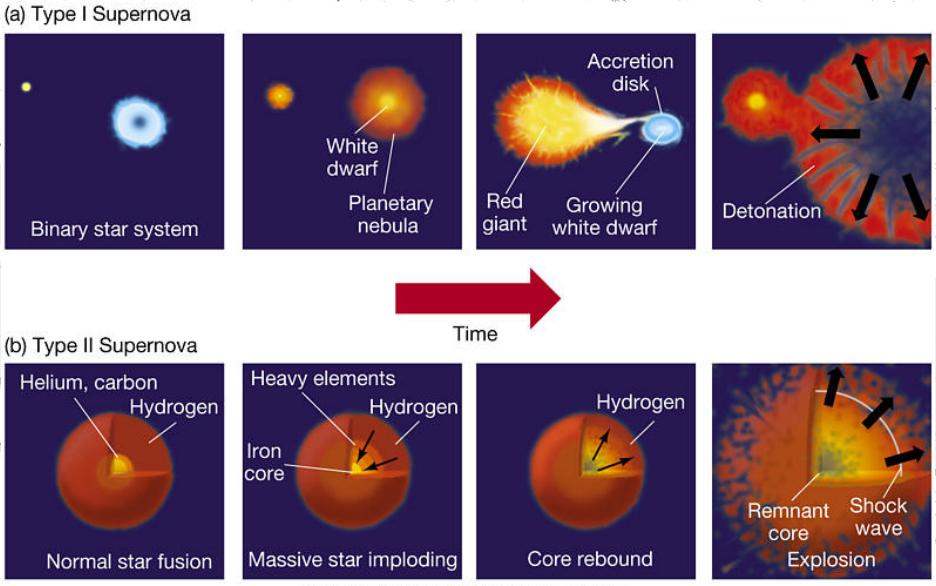 (a) Type I Supernova
Binary star system
White
dwarf
Planetary
nebula
Accretion
disk
Red
giant
Growing
white dwarf
Detonation
Time
(b) Type II Supernova
Helium, carbon
Hydrogen
Normal star fusion
Heavy elements
Hydrogen
Iron
core
Massive star imploding
Hydrogen
Core rebound
Remnant
core
Shock
wave
Explosion